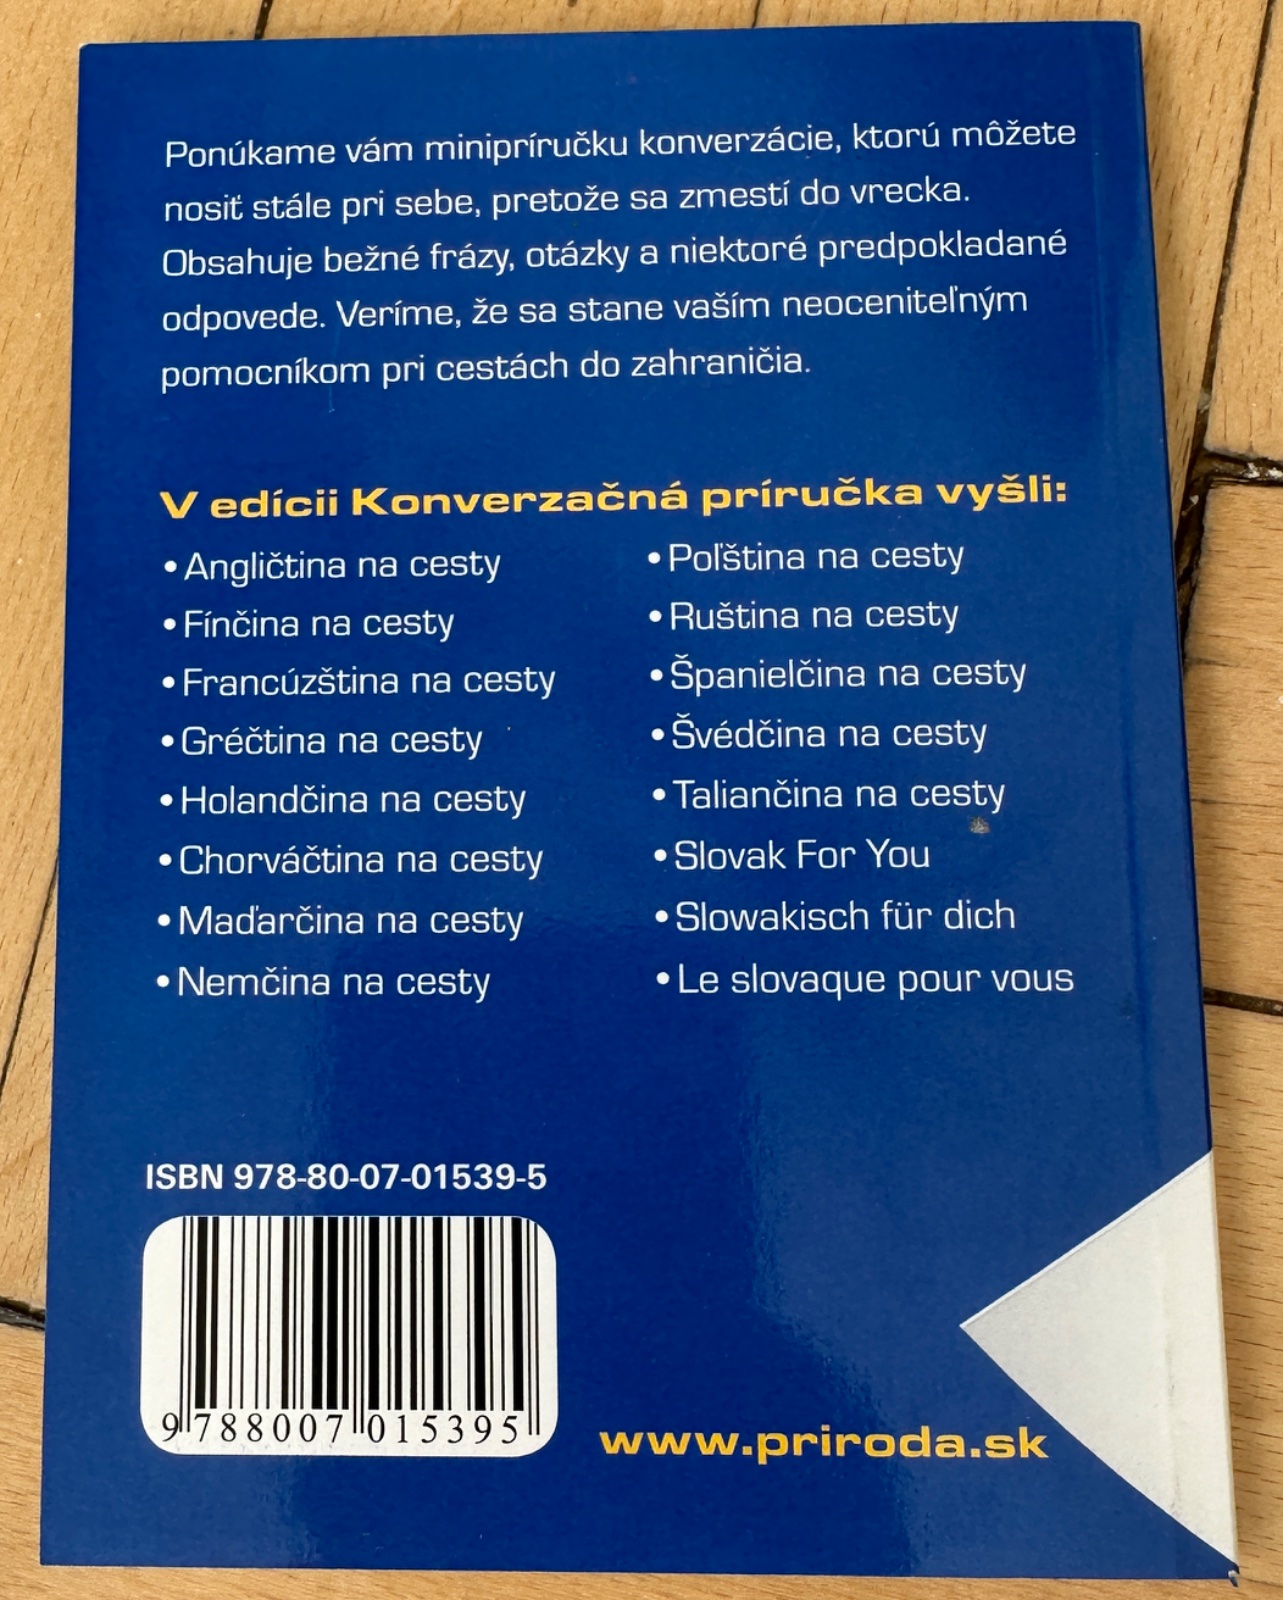 Ponúkame vám minipríručku konverzácie, ktorú môžete
nosiť stále pri sebe, pretože sa zmestí do vrecka.
Obsahuje bežné frázy, otázky a niektoré predpokladané
odpovede. Veríme, že sa stane vaším neoceniteľným
pomocníkom pri cestách do zahraničia.
V edícii Konverzačná príručka vyšli:
• Angličtina na cesty
• Fínčina na cesty
• Francúzština na cesty
• Gréčtina na cesty
• Holandčina na cesty
• Chorváčtina na cesty
• Maďarčina na cesty
• Nemčina na cesty
• Poľština na cesty
• Ruština na cesty
• Španielčina na cesty
• Švédčina na cesty
• Taliančina na cesty
• Slovak For You
• Slowakisch für dich
• Le slovaque pour vous
ISBN 978-80-07-01539-5
9 788007 015395
www.priroda.sk